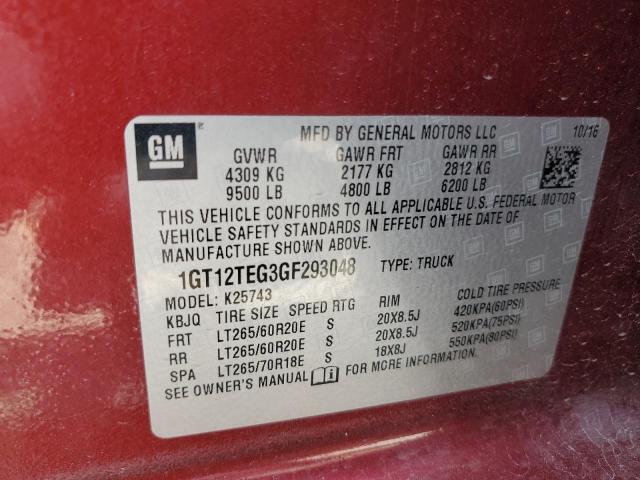 GM ®
MFD BY GENERAL MOTORS LLC 10/16
GVWR GAWR FRT GAWR RR
4309 KG 2177 KG 2812 KG
9500 LB 4800 LB 6200 LB
THIS VEHICLE CONFORMS TO ALL APPLICABLE U.S. FEDERAL MOTOR
VEHICLE SAFETY STANDARDS IN EFFECT ON THE DATE OF
MANUFACTURE SHOWN ABOVE.
1GT12TEG3GF293048 TYPE: TRUCK
MODEL: K25743
KBJQ TIRE SIZE SPEED RTG RIM COLD TIRE PRESSURE
FRT LT265/60R20E S 20X8.5J 420KPA(60PSI)
RR LT265/60R20E S 20X8.5J 520KPA(75PSI)
SPA LT265/70R18E S 18X8J 550KPA(80PSI)
SEE OWNER'S MANUAL FOR MORE INFORMATION.